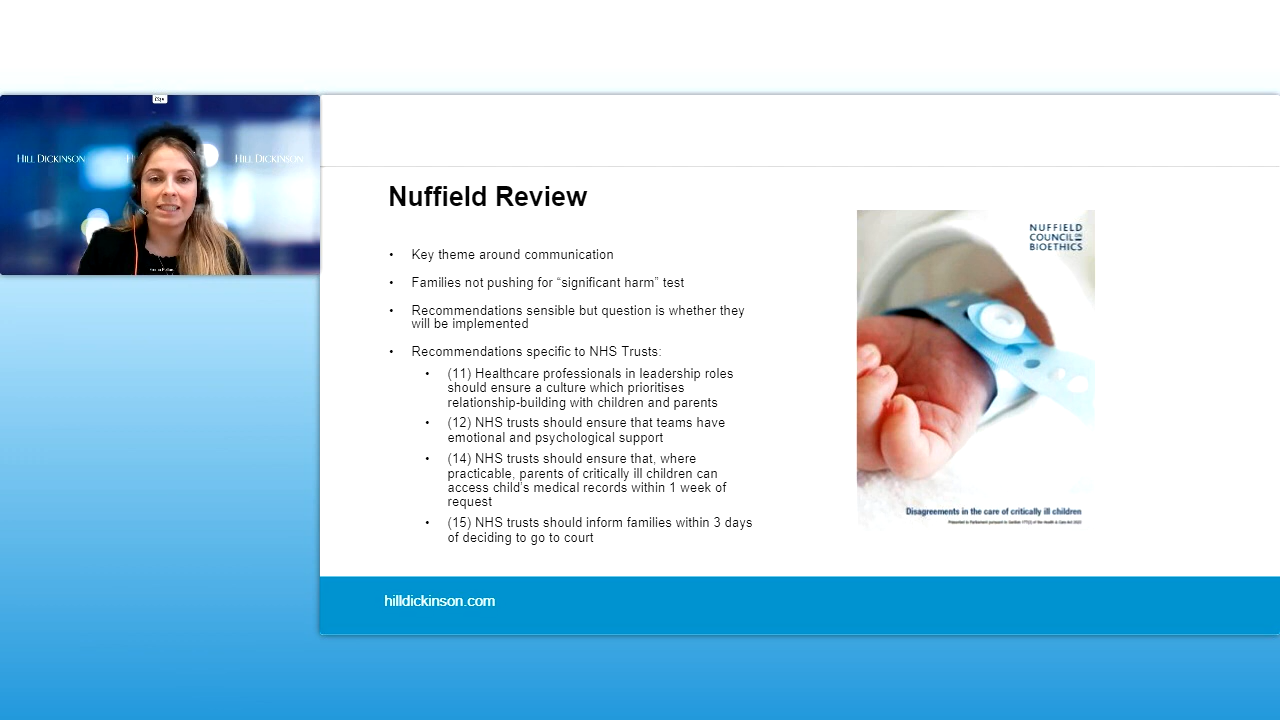 HILL DICKINSON
HILL DICKINSON
Nuffield Review
• Key theme around communication
• Families not pushing for “significant harm” test
• Recommendations sensible but question is whether they
will be implemented
• Recommendations specific to NHS Trusts:
• (11) Healthcare professionals in leadership roles
should ensure a culture which prioritises
relationship-building with children and parents
• (12) NHS trusts should ensure that teams have
emotional and psychological support
• (14) NHS trusts should ensure that, where
practicable, parents of critically ill children can
access child’s medical records within 1 week of
request
• (15) NHS trusts should inform families within 3 days
of deciding to go to court
NUFFIELD
COUNCIL ON
BIOETHICS
Disagreements in the care of critically ill children
hilldickinson.com